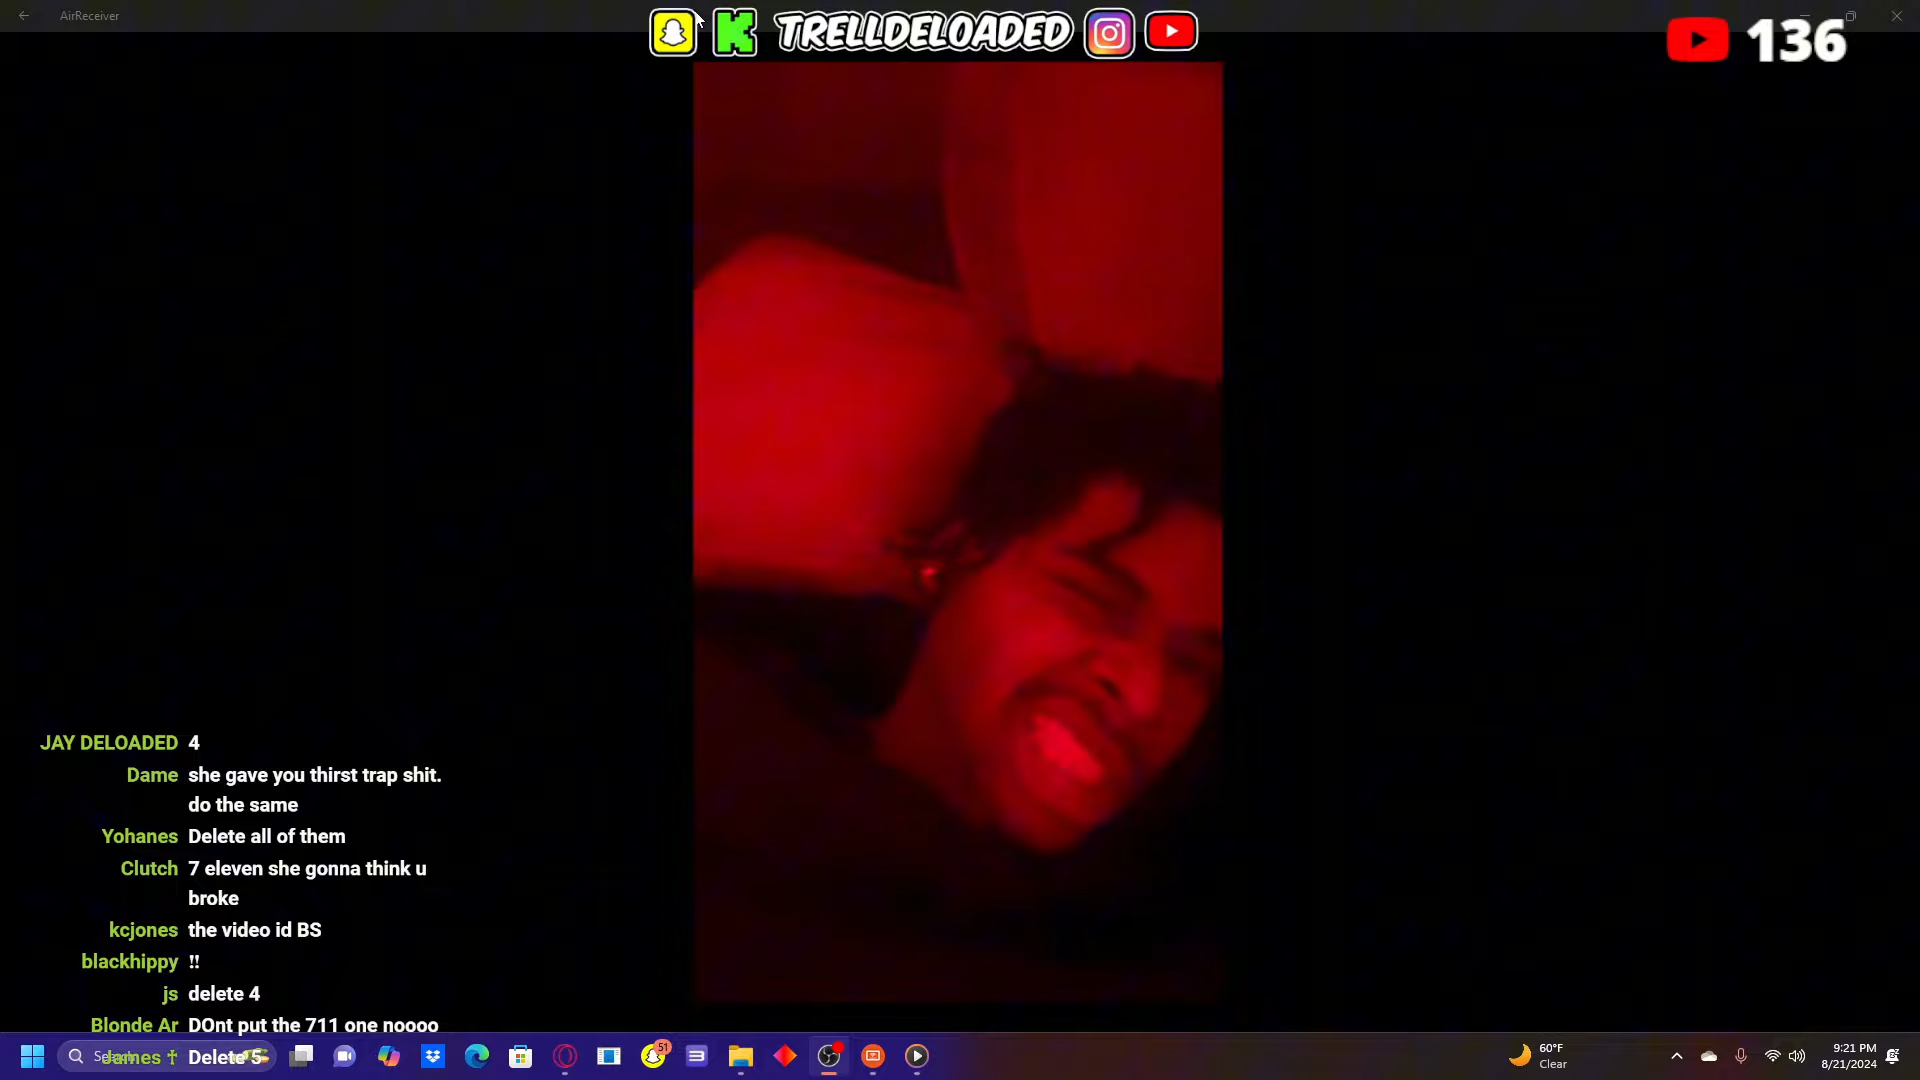 AirReceiver
TRELLDELOADED
136
JAY DELOADED 4
Dame she gave you thirst trap shit.
do the same
Yohanes Delete all of them
Clutch 7 eleven she gonna think u
broke
kcjones the video id BS
blackhippy !!
js delete 4
Blonde Ar DOnt put the 711 one noooo
James † Delete 5
51
60°F
Clear
9:21 PM
8/21/2024